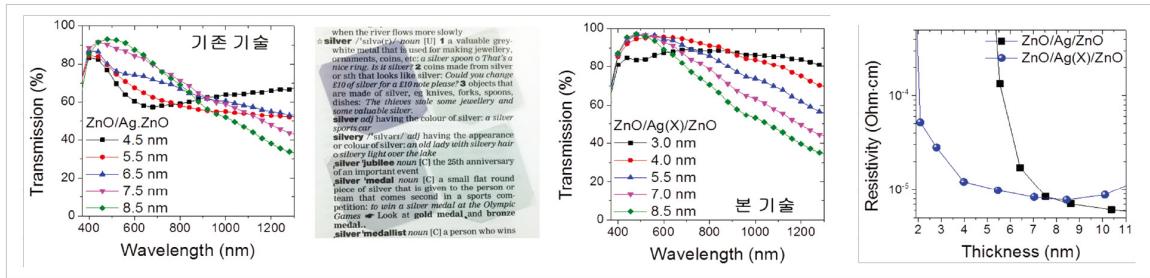 기존 기술
ZnO/Ag.ZnO
4.5 nm
5.5 nm
6.5 nm
7.5 nm
8.5 nm
Transmission (%)
100
80
60
40
20
0
400 600 800 1000 1200
Wavelength (nm)
when the river flows more slowly
☆silver /ˈsɪlvə(r)/ noun [U] 1 a valuable grey-
white metal that is used for making jewellery,
ornaments, coins, etc: a silver spoon ○ That's a
nice ring. Is it silver? 2 coins made from silver
or sth that looks like silver: Could you change
£10 of silver for a £10 note please? 3 objects that
are made of silver, eg knives, forks, spoons,
dishes: The thieves stole some jewellery and
some valuable silver.
silver adj having the colour of silver: a silver
sports car
silvery /ˈsɪlvəri/ adj having the appearance
or colour of silver: an old lady with silvery hair
○ silvery light over the lake
ˌsilver ˈjubilee noun [C] the 25th anniversary
of an important event
ˌsilver ˈmedal noun [C] a small flat round
piece of silver that is given to the person or
team that comes second in a sports com-
petition: to win a silver medal at the Olympic
Games ☛ Look at gold medal and bronze
medal.
ˌsilver ˈmedallist noun [C] a person who wins
ZnO/Ag(X)/ZnO
3.0 nm
4.0 nm
5.5 nm
7.0 nm
8.5 nm
본 기술
Transmission (%)
100
80
60
40
20
0
400 600 800 1000 1200
Wavelength (nm)
ZnO/Ag/ZnO
ZnO/Ag(X)/ZnO
Resistivity (Ohm·cm)
10⁻⁴
10⁻⁵
2 3 4 5 6 7 8 9 10 11
Thickness (nm)